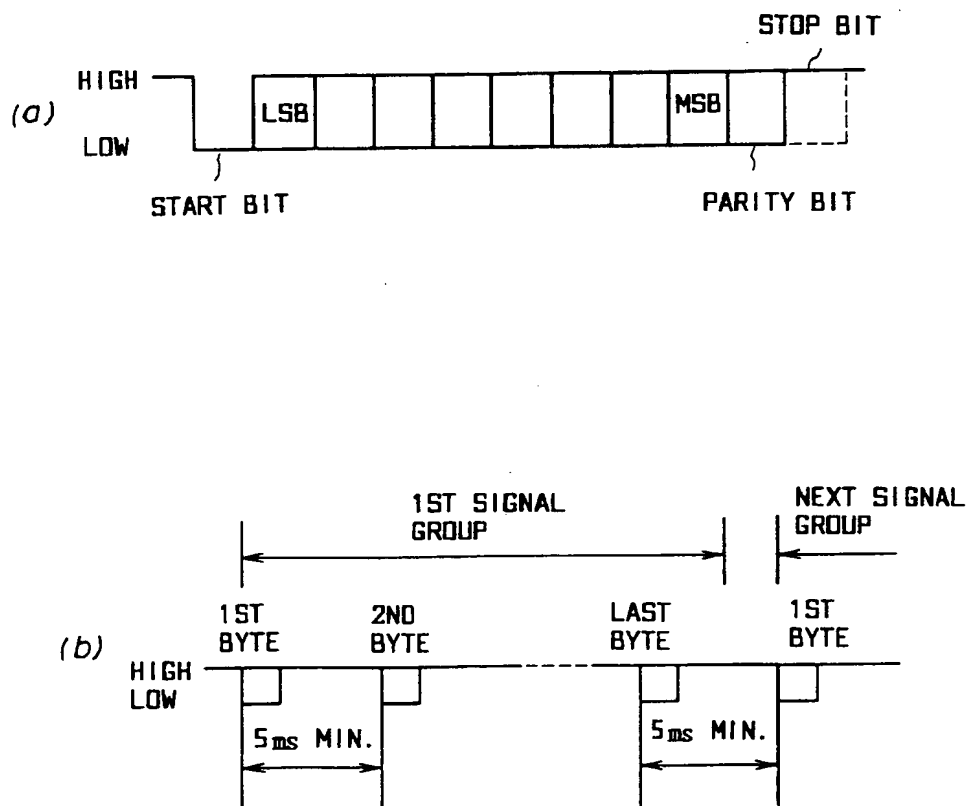 STOP BIT
HIGH
(a)
LSB
MSB
LOW
START BIT
PARITY BIT
1ST SIGNAL
GROUP
NEXT SIGNAL
GROUP
1ST
BYTE
2ND
BYTE
LAST
BYTE
1ST
BYTE
(b)
HIGH
LOW
5ms MIN.
5ms MIN.